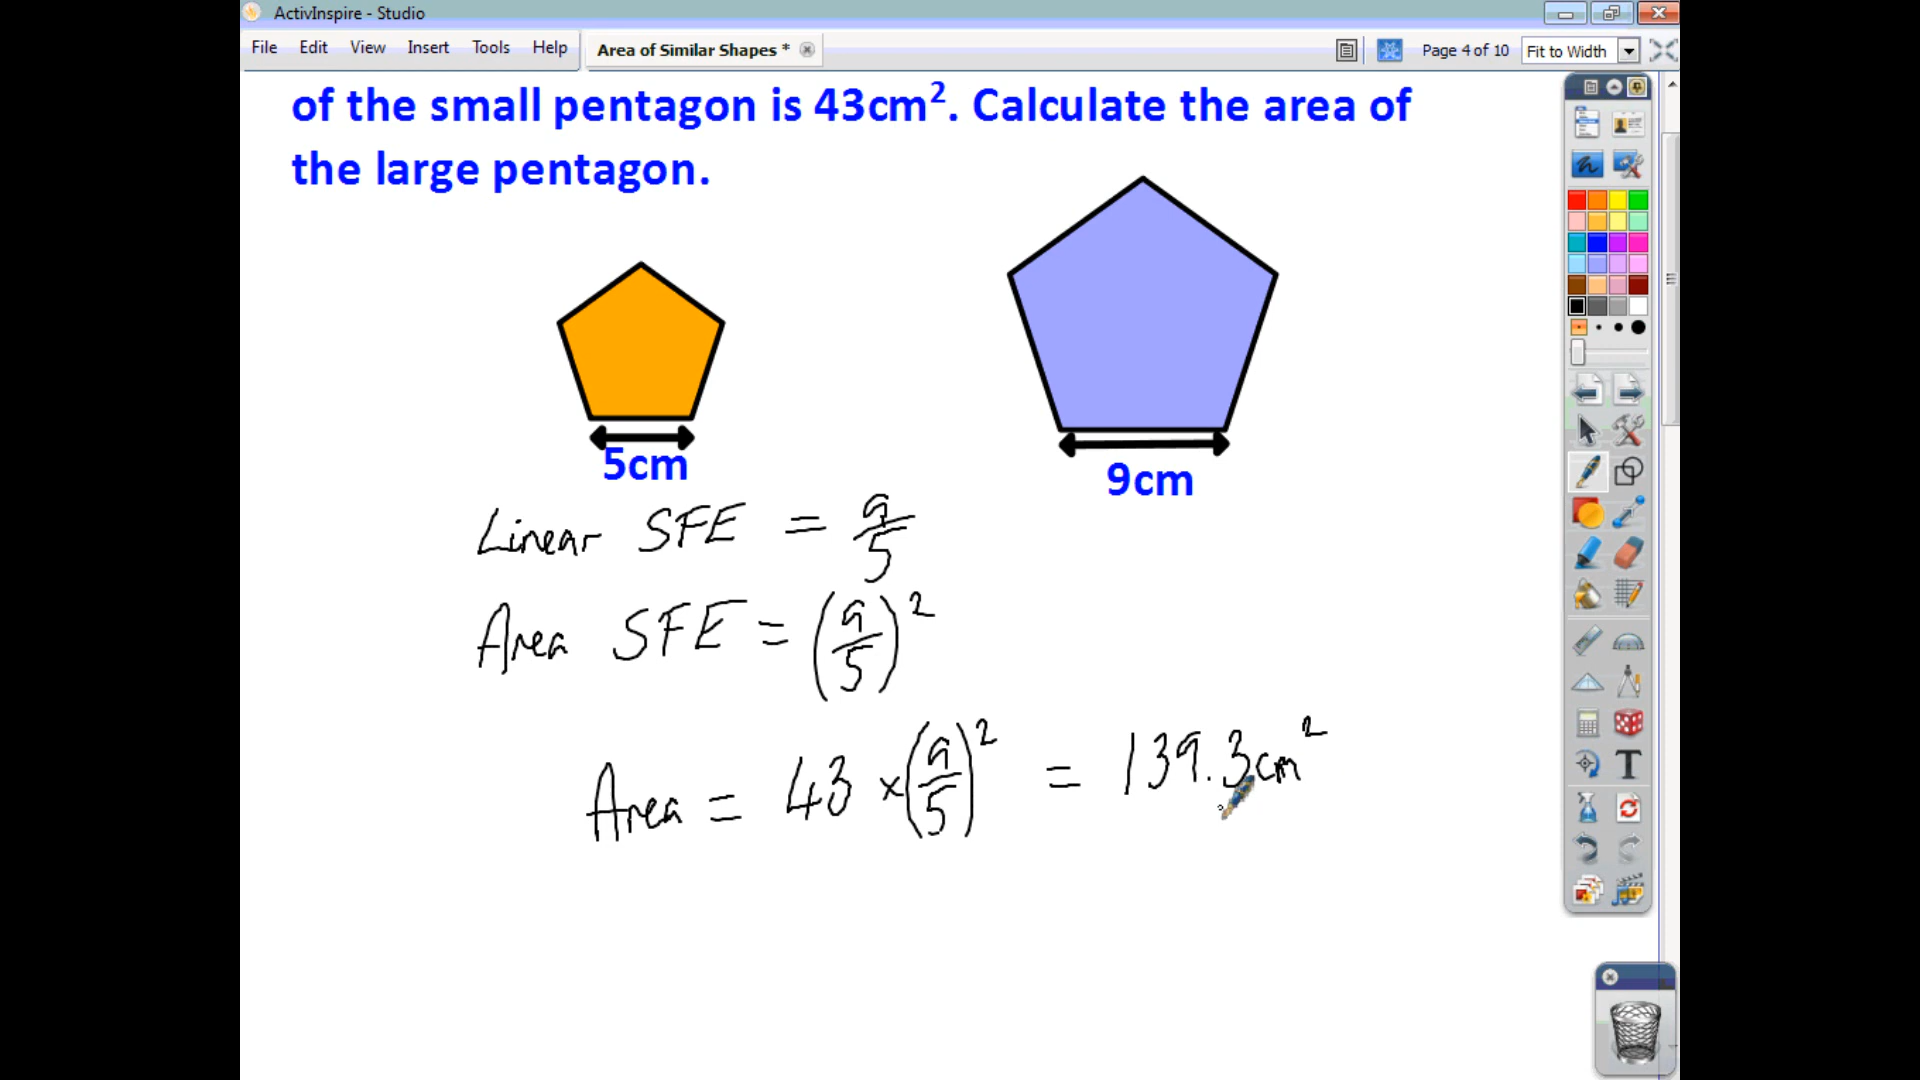 ActivInspire - Studio
File Edit View Insert Tools Help Area of Similar Shapes * Page 4 of 10 Fit to Width
of the small pentagon is 43cm². Calculate the area of
the large pentagon.
5cm
9cm
Linear SFE = 9/5
Area SFE = (9/5)²
Area = 43 × (9/5)² = 139.3cm²